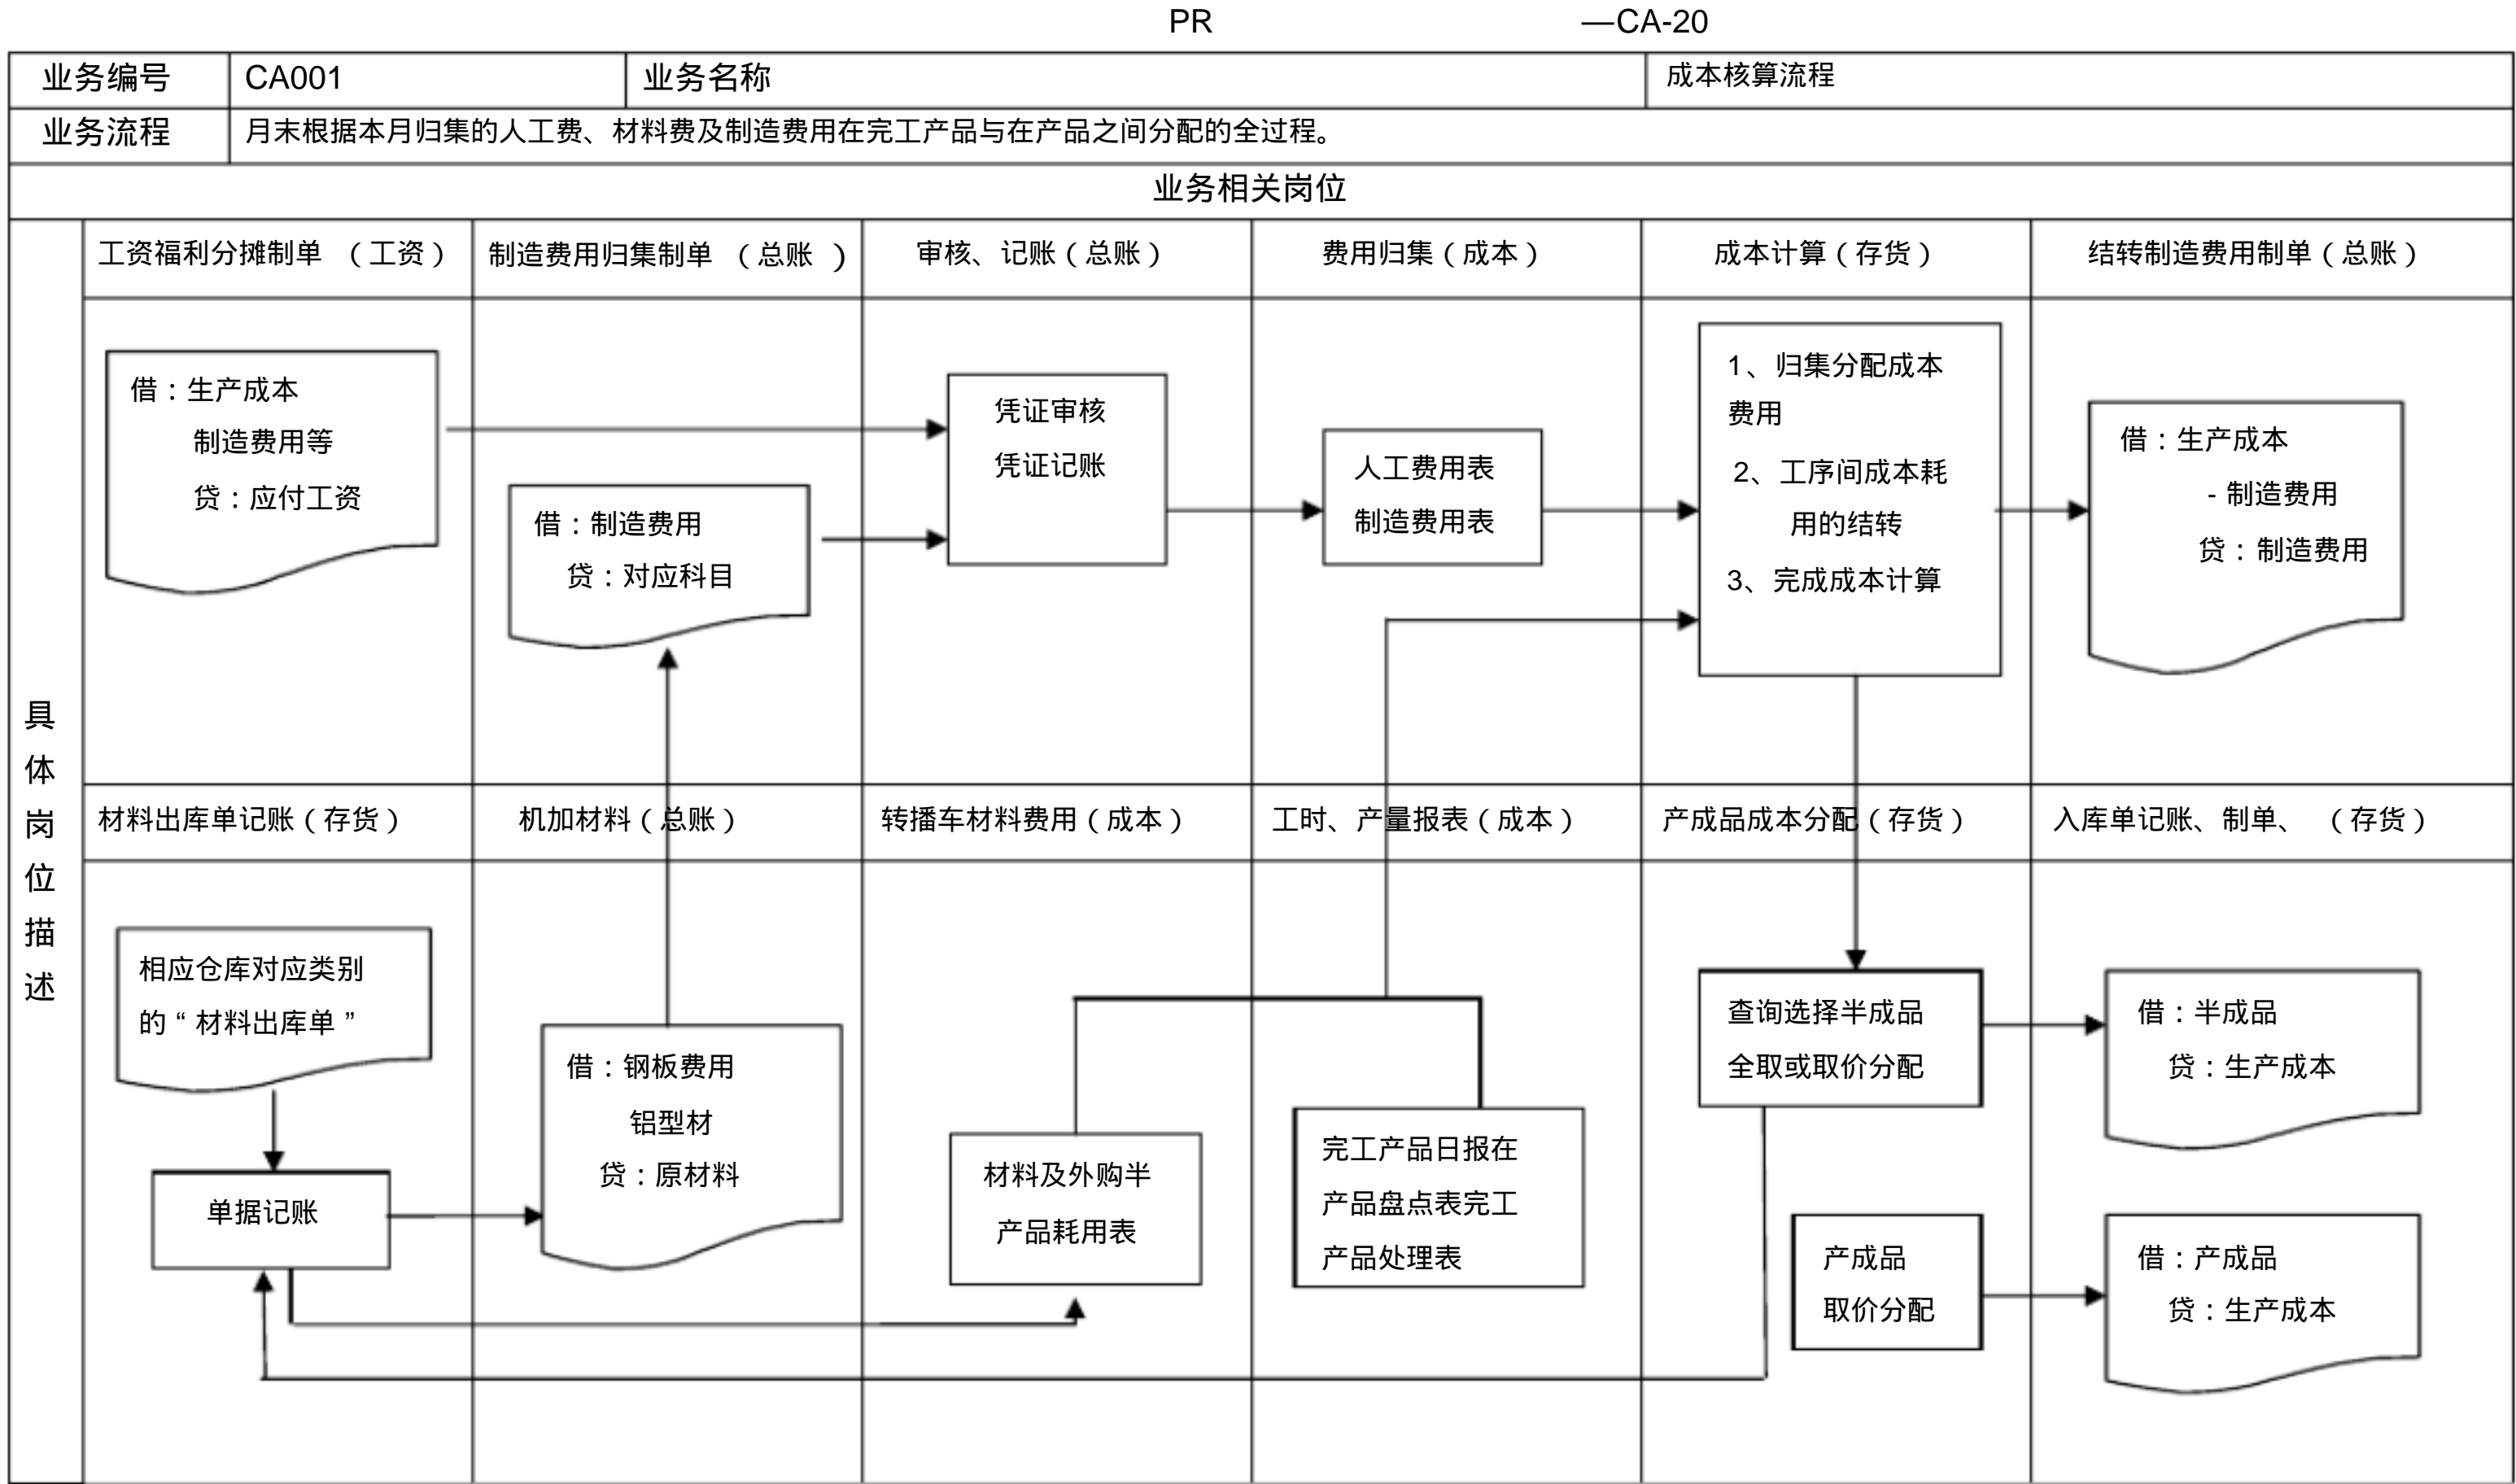 PR —CA-20
业务编号 CA001 业务名称 成本核算流程
业务流程 月末根据本月归集的人工费、材料费及制造费用在完工产品与在产品之间分配的全过程。
业务相关岗位
具体岗位描述
工资福利分摊制单 （工资） 制造费用归集制单 （总账 ） 审核、记账（总账） 费用归集（成本） 成本计算（存货） 结转制造费用制单（总账）
借：生产成本
制造费用等
贷：应付工资
借：制造费用
贷：对应科目
凭证审核
凭证记账
人工费用表
制造费用表
1、归集分配成本
费用
2、工序间成本耗
用的结转
3、完成成本计算
借：生产成本
- 制造费用
贷：制造费用
材料出库单记账（存货） 机加材料（总账） 转播车材料费用（成本） 工时、产量报表（成本） 产成品成本分配（存货） 入库单记账、制单、 （存货）
相应仓库对应类别
的“ 材料出库单 ”
单据记账
借：钢板费用
铝型材
贷：原材料
材料及外购半
产品耗用表
完工产品日报在
产品盘点表完工
产品处理表
查询选择半成品
全取或取价分配
产成品
取价分配
借：半成品
贷：生产成本
借：产成品
贷：生产成本